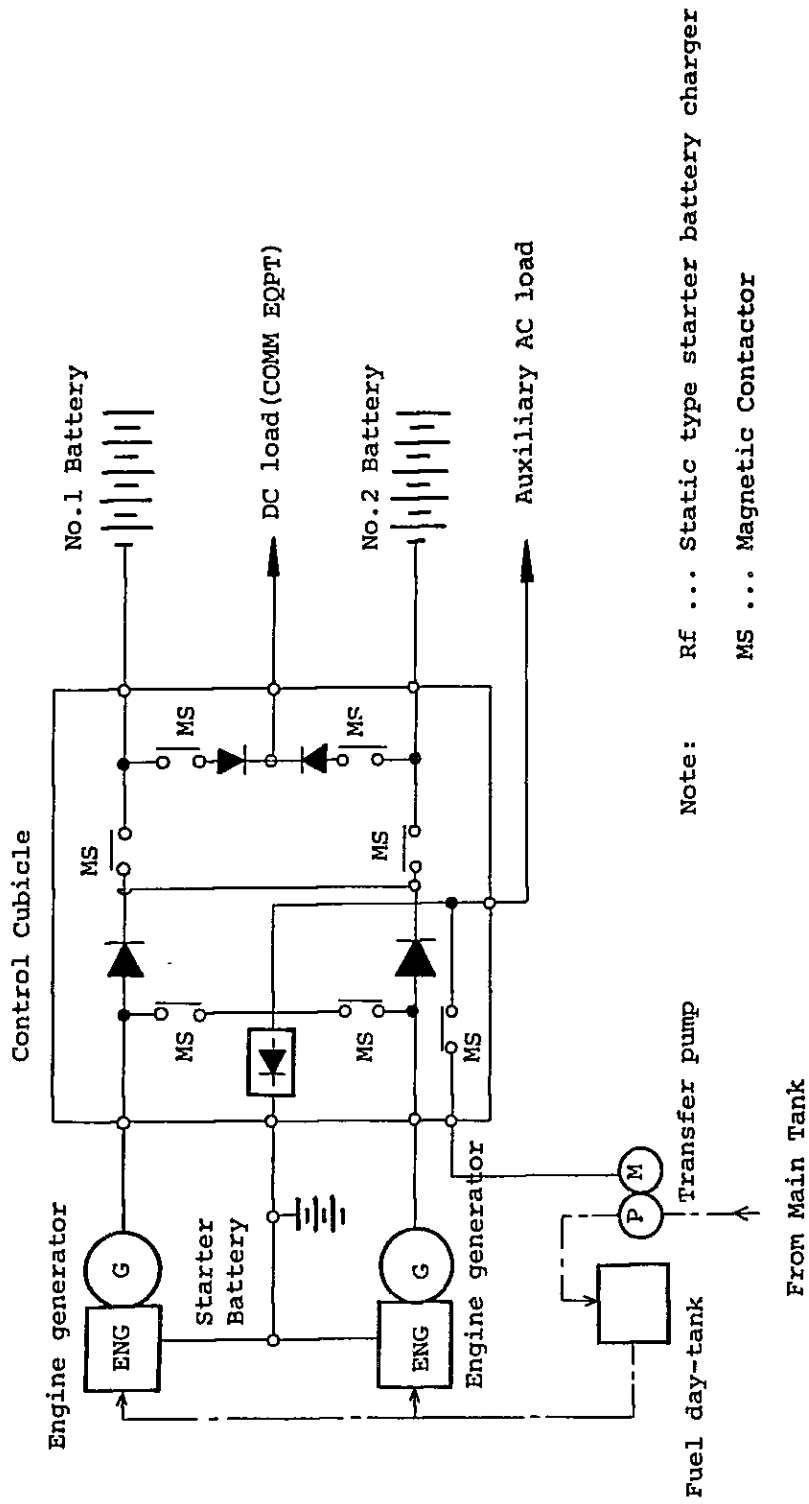 Control Cubicle
Engine generator
G
ENG
Starter
Battery
G
ENG
Engine generator
MS
MS
MS
MS
MS
MS
MS
No.1 Battery
DC load(COMM EQPT)
No.2 Battery
Auxiliary AC load
Fuel day-tank
P
M
Transfer pump
From Main Tank
Note:
Rf ... Static type starter battery charger
MS ... Magnetic Contactor